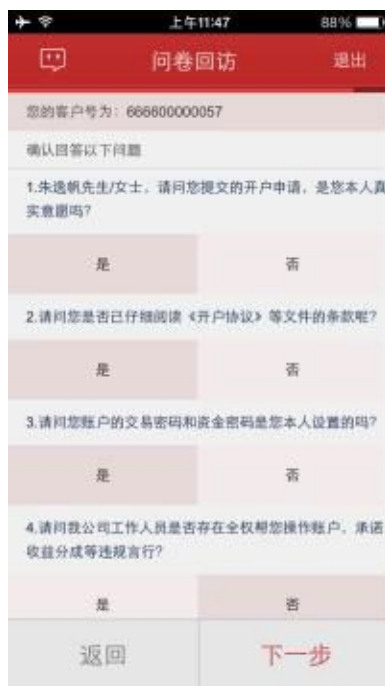 上午11:47
88%
问卷回访
退出
您的客户号为：666600000057
确认回答以下问题
1.朱逸帆先生/女士，请问您提交的开户申请，是您本人真
实意愿吗?
是
否
2.请问您是否已仔细阅读《开户协议》等文件的条款呢?
是
否
3.请问您账户的交易密码和资金密码是您本人设置的吗?
是
否
4.请问我公司工作人员是否存在全权帮您操作账户、承诺
收益分成等违规言行?
是
否
返回
下一步